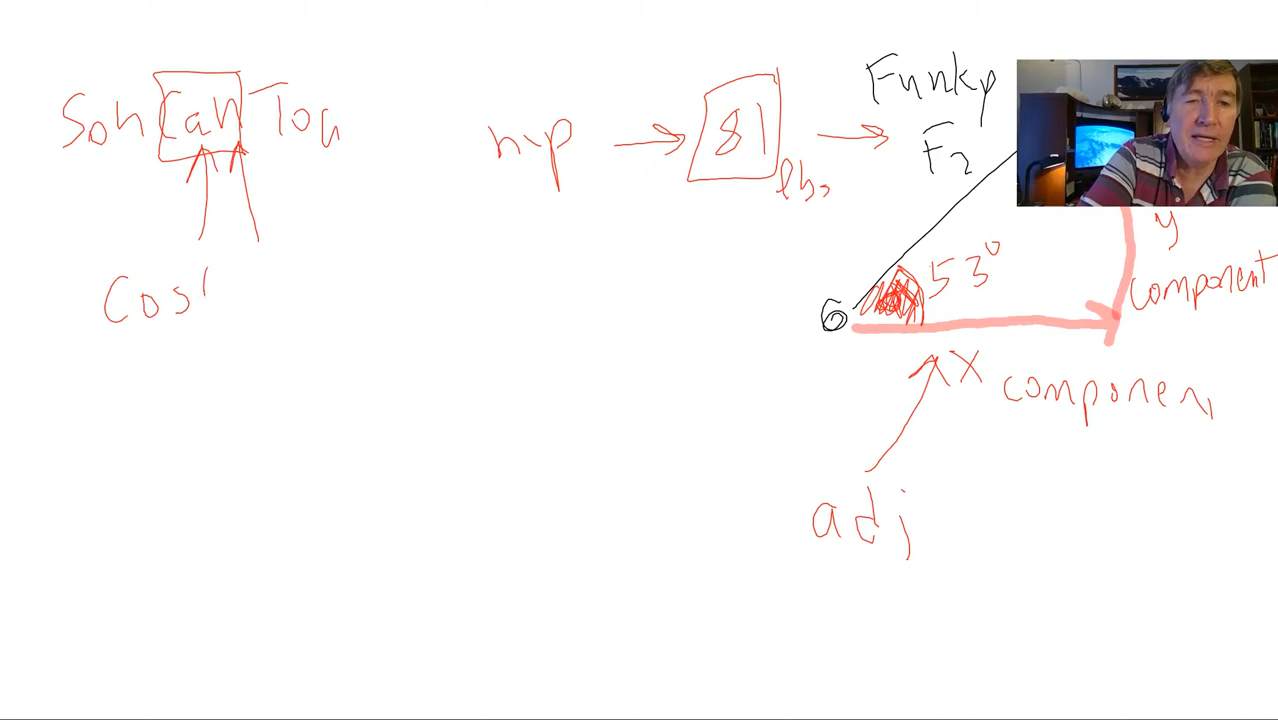 Soh Cah Toa
Cos
hyp → 81 lbs →
Funky
F2
53°
y
component
x component
adj